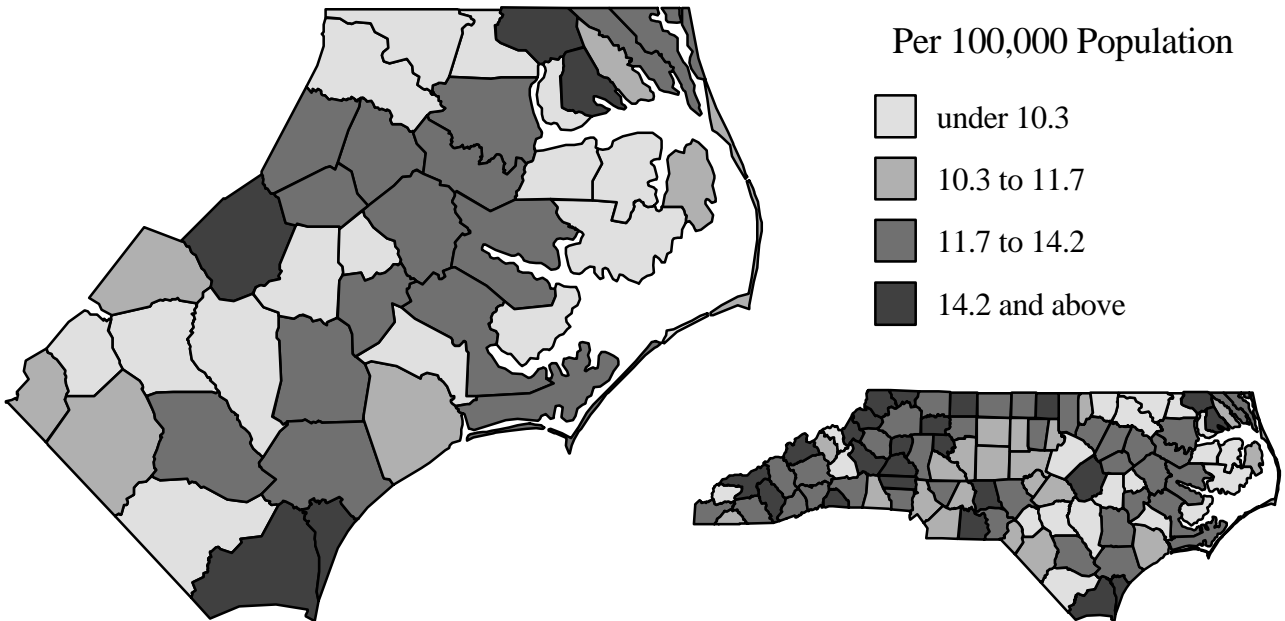 Per 100,000 Population
under 10.3
10.3 to 11.7
11.7 to 14.2
14.2 and above